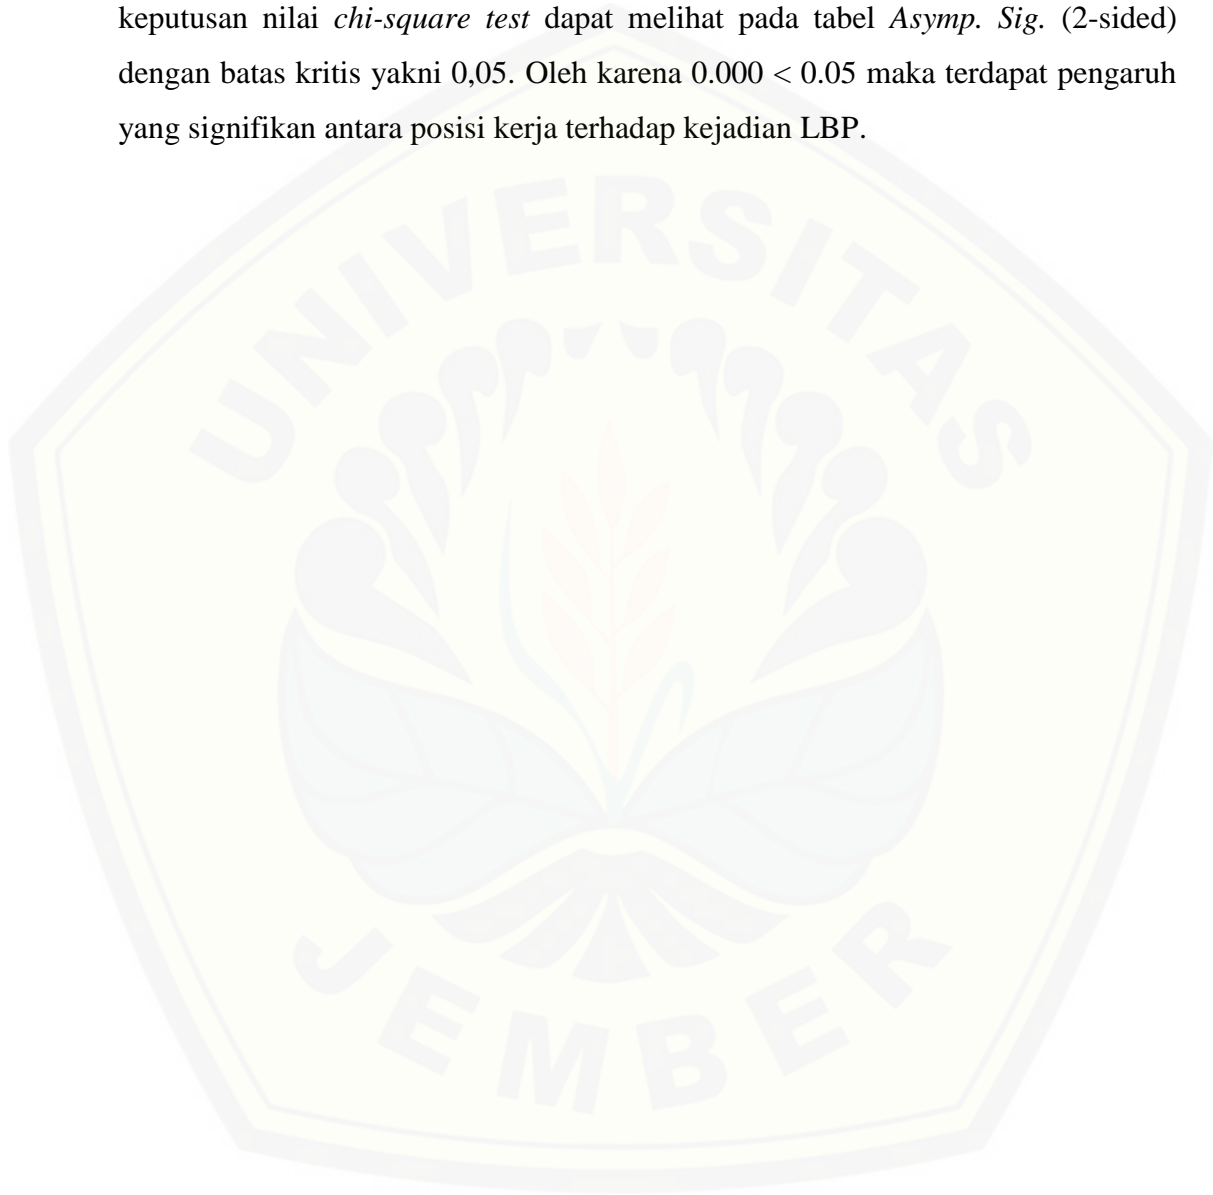 keputusan nilai chi-square test dapat melihat pada tabel Asymp. Sig. (2-sided)
dengan batas kritis yakni 0,05. Oleh karena 0.000 < 0.05 maka terdapat pengaruh
yang signifikan antara posisi kerja terhadap kejadian LBP.
UNIVERSITAS
JEMBER